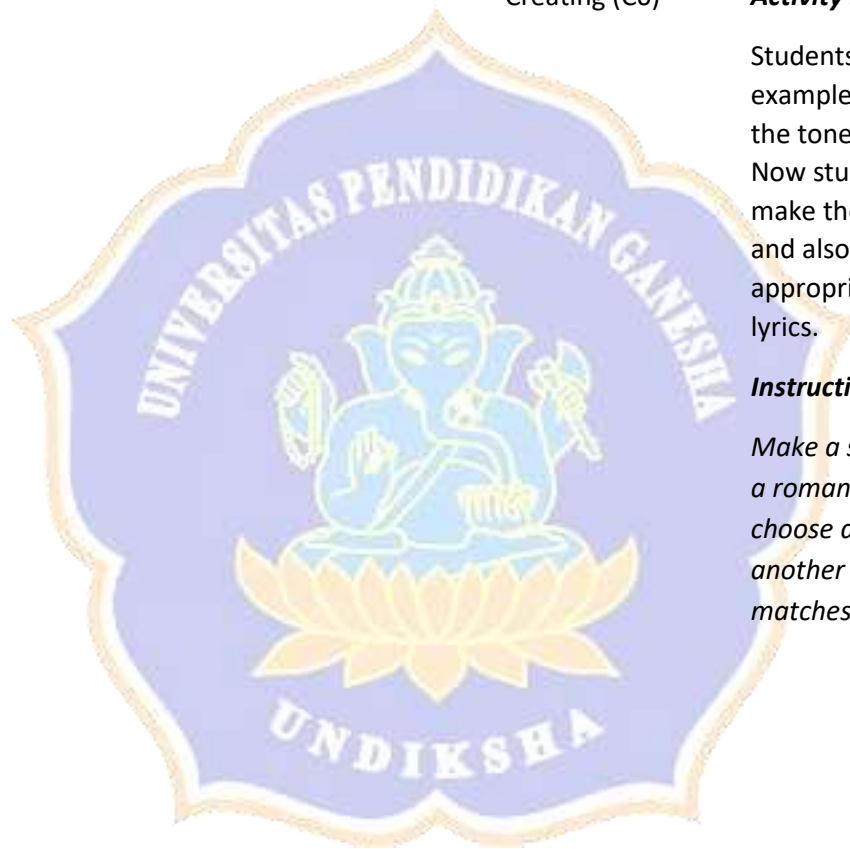 Creating (C6)
Activity
Students
example
the tone
Now stu
make the
and also
appropri
lyrics.
Instructi
Make a s
a roman
choose a
another
matches
UNIVERSITAS PENDIDIKAN GANESHA
UNDIKSHA